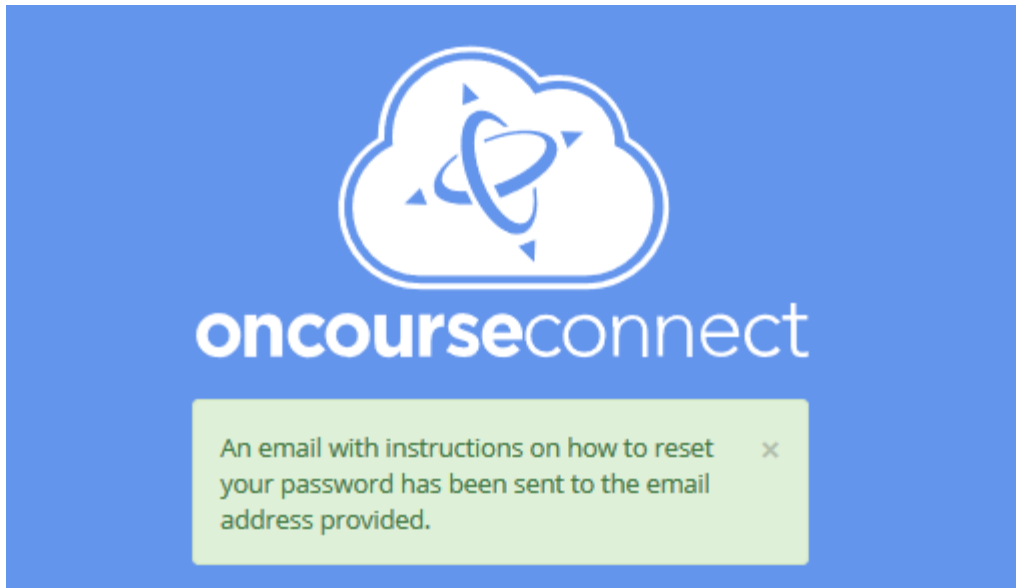 oncourseconnect
An email with instructions on how to reset
your password has been sent to the email
address provided.
×